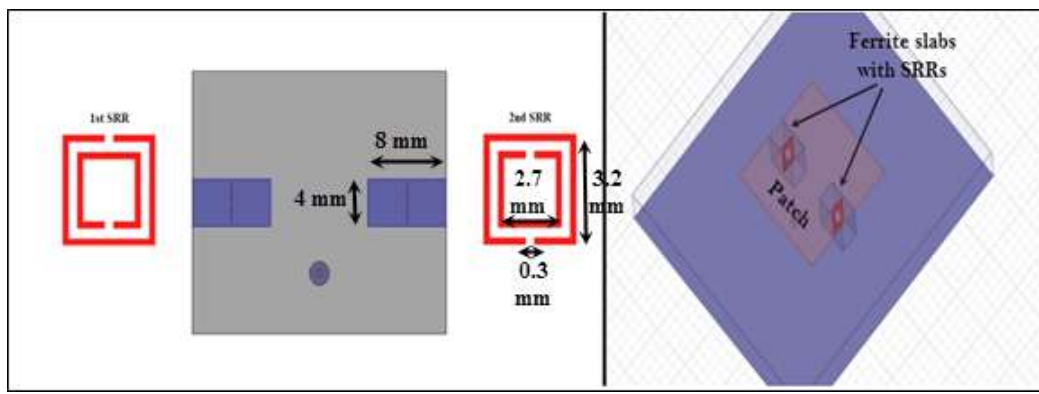 1st SRR
8 mm
4 mm
2nd SRR
2.7
mm
3.2
mm
0.3
mm
Ferrite slabs
with SRRs
Patch